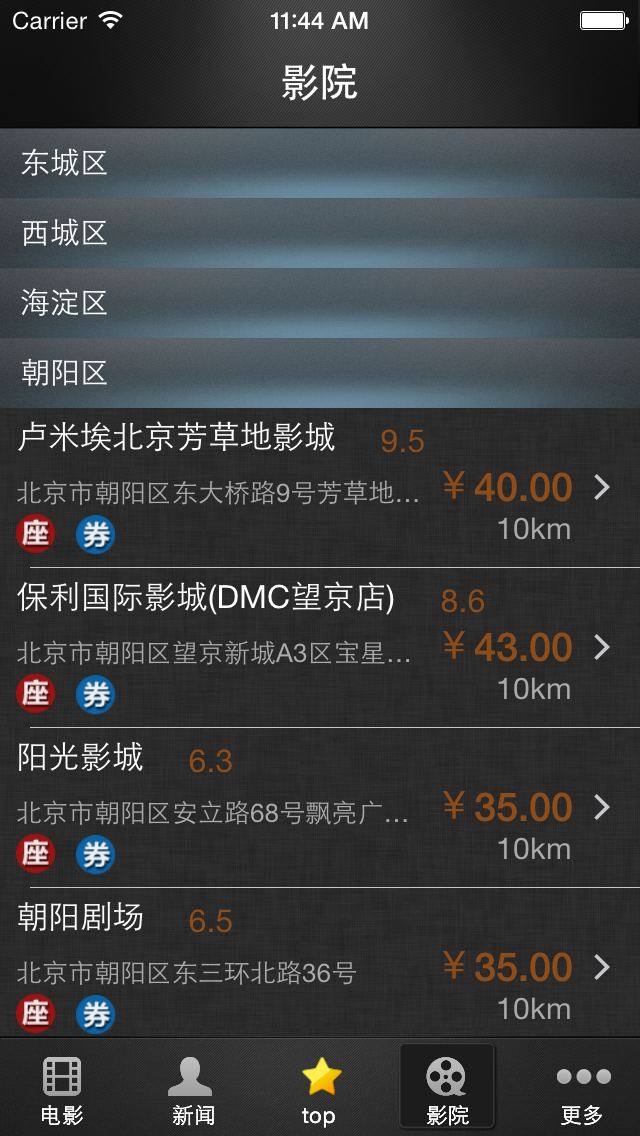 Carrier 11:44 AM
影院
东城区
西城区
海淀区
朝阳区
卢米埃北京芳草地影城 9.5
北京市朝阳区东大桥路9号芳草地... ￥40.00
座 券 10km
保利国际影城(DMC望京店) 8.6
北京市朝阳区望京新城A3区宝星... ￥43.00
座 券 10km
阳光影城 6.3
北京市朝阳区安立路68号飘亮广... ￥35.00
座 券 10km
朝阳剧场 6.5
北京市朝阳区东三环北路36号 ￥35.00
座 券 10km
电影 新闻 top 影院 更多